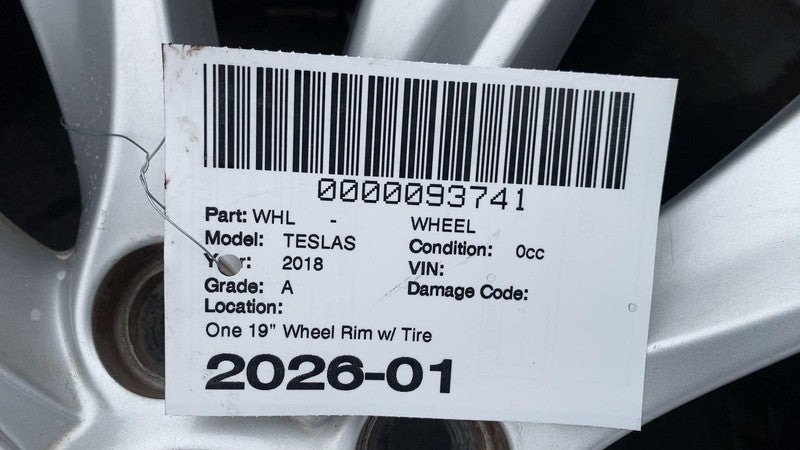 0000093741
Part: WHL - WHEEL
Model: TESLAS Condition: 0cc
Year: 2018 VIN:
Grade: A Damage Code:
Location:
One 19" Wheel Rim w/ Tire
2026-01